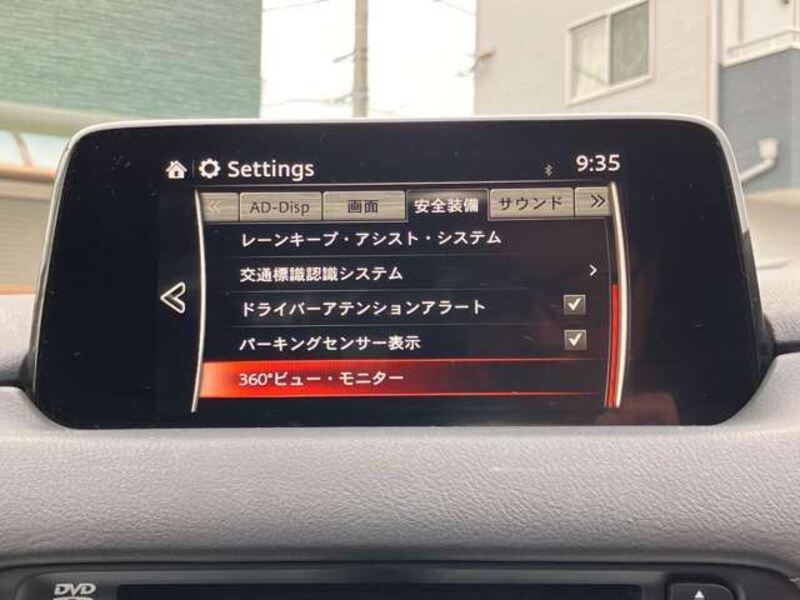 Settings 9:35
AD-Disp 画面 安全装備 サウンド
レーンキープ・アシスト・システム
交通標識認識システム
ドライバーアテンションアラート
パーキングセンサー表示
360°ビュー・モニター
DVD